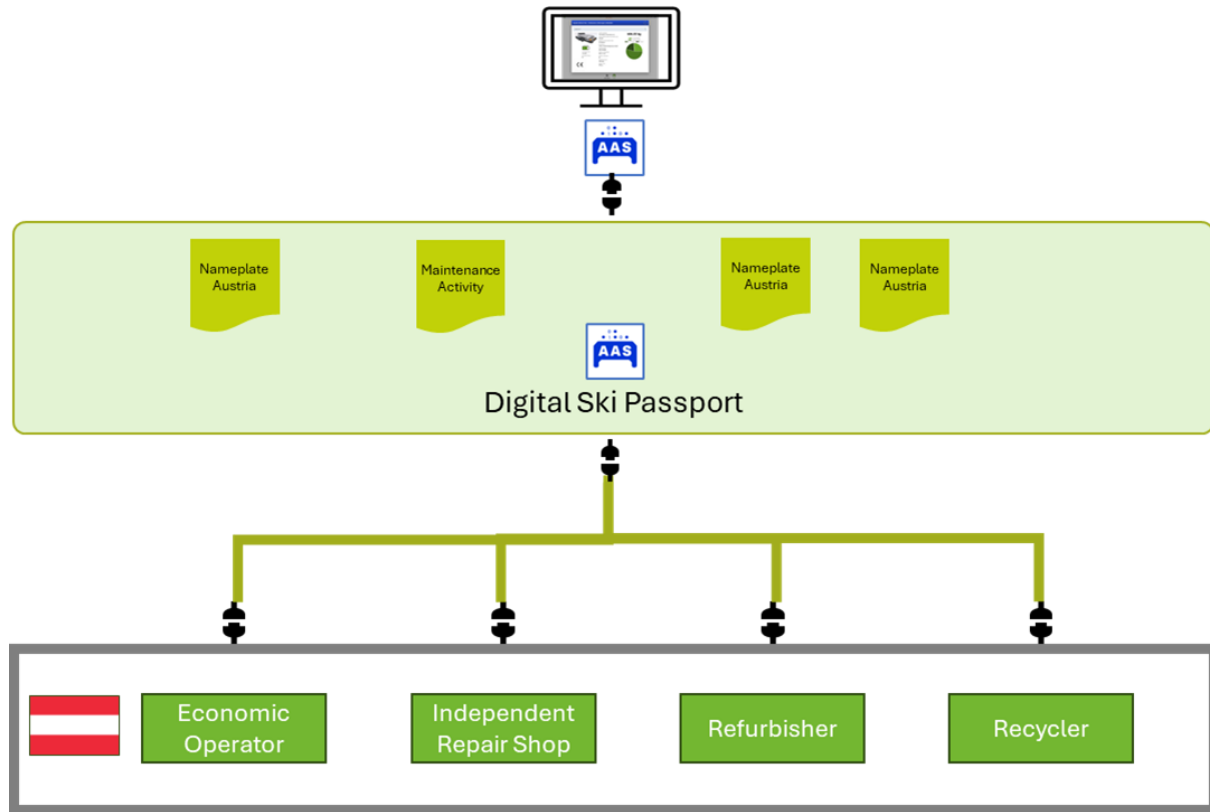 AAS
Nameplate
Austria
Maintenance
Activity
Nameplate
Austria
Nameplate
Austria
AAS
Digital Ski Passport
Economic
Operator
Independent
Repair Shop
Refurbisher
Recycler